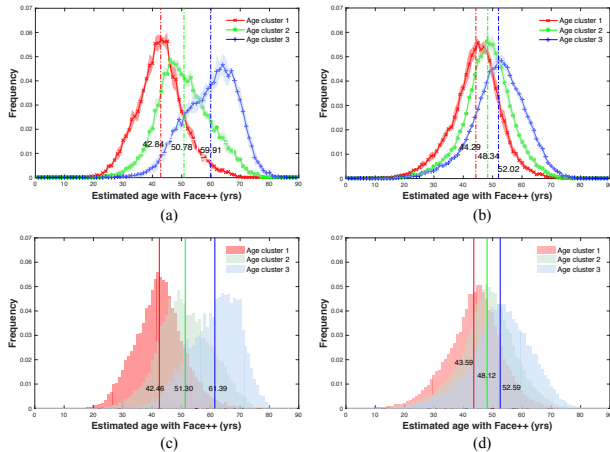 0.07
0.06
0.05
0.04
0.03
0.02
0.01
0
Frequency
Age cluster 1
Age cluster 2
Age cluster 3
42.84
50.78
59.91
0 10 20 30 40 50 60 70 80 90
Estimated age with Face++ (yrs)
(a)
0.07
0.06
0.05
0.04
0.03
0.02
0.01
0
Frequency
Age cluster 1
Age cluster 2
Age cluster 3
44.29
48.34
52.02
0 10 20 30 40 50 60 70 80 90
Estimated age with Face++ (yrs)
(b)
0.07
0.06
0.05
0.04
0.03
0.02
0.01
0
Frequency
Age cluster 1
Age cluster 2
Age cluster 3
42.46 51.30 61.39
0 10 20 30 40 50 60 70 80 90
Estimated age with Face++ (yrs)
(c)
0.07
0.06
0.05
0.04
0.03
0.02
0.01
0
Frequency
Age cluster 1
Age cluster 2
Age cluster 3
43.59
48.12
52.59
0 10 20 30 40 50 60 70 80 90
Estimated age with Face++ (yrs)
(d)